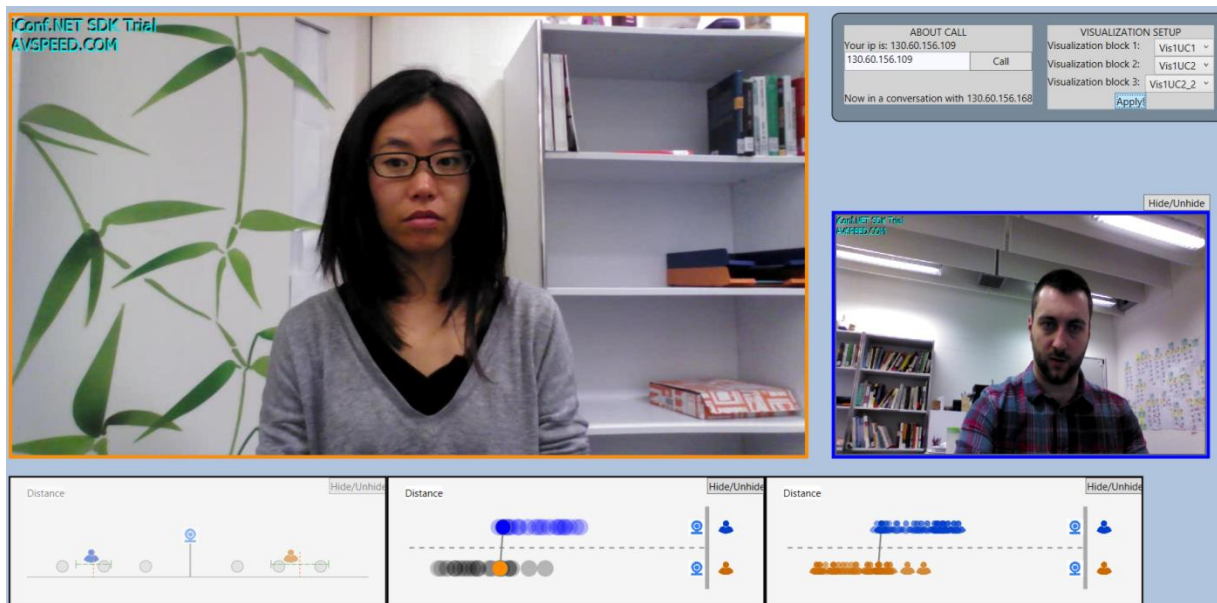 iConf.NET SDK Trial
AVSPEED.COM
ABOUT CALL
Your ip is: 130.60.156.109
130.60.156.109
Call
Now in a conversation with 130.60.156.168
VISUALIZATION SETUP
Visualization block 1:
Vis1UC1
Visualization block 2:
Vis1UC2
Visualization block 3:
Vis1UC2_2
Apply!
Hide/Unhide
iConf.NET SDK Trial
AVSPEED.COM
Distance
Hide/Unhide
Distance
Hide/Unhide
Distance
Hide/Unhide